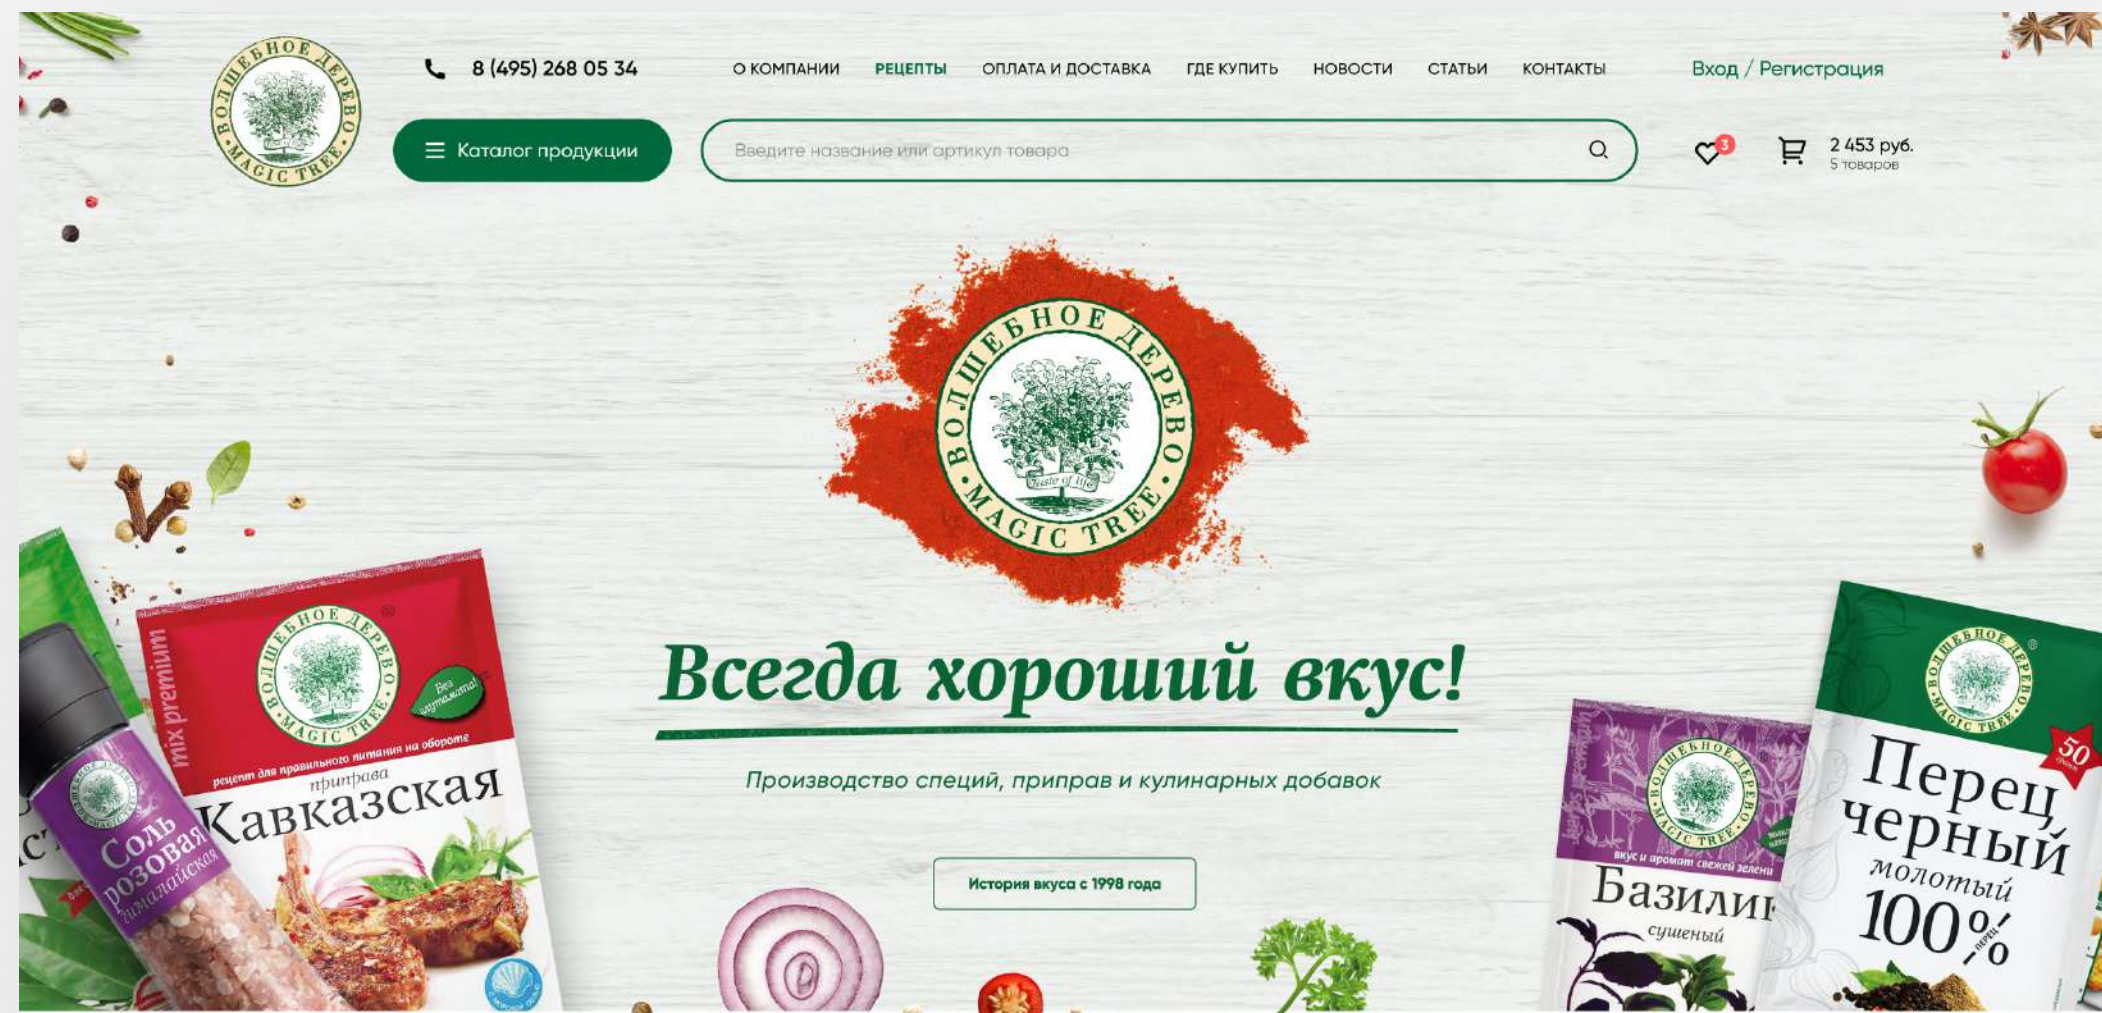 ВОЛШЕБНОЕ ДЕРЕВО
MAGIC TREE
8 (495) 268 05 34
О КОМПАНИИ
РЕЦЕПТЫ
ОПЛАТА И ДОСТАВКА
ГДЕ КУПИТЬ
НОВОСТИ
СТАТЬИ
КОНТАКТЫ
Вход / Регистрация
Каталог продукции
Введите название или артикул товара
3
2 453 руб.
5 товаров
ВОЛШЕБНОЕ ДЕРЕВО
Taste of life
MAGIC TREE
Всегда хороший вкус!
Производство специй, приправ и кулинарных добавок
История вкуса с 1998 года
mix premium
ВОЛШЕБНОЕ ДЕРЕВО
®
MAGIC TREE
Без глутамата!
рецепт для правильного питания на обороте
приправа
Кавказская
Соль
розовая
гималайская
ВОЛШЕБНОЕ ДЕРЕВО
MAGIC TREE
вкус и аромат свежей зелени
Базилик
сушеный
ВОЛШЕБНОЕ ДЕРЕВО
®
MAGIC TREE
50
Перец
черный
молотый
100%
ПЕРЕЦ